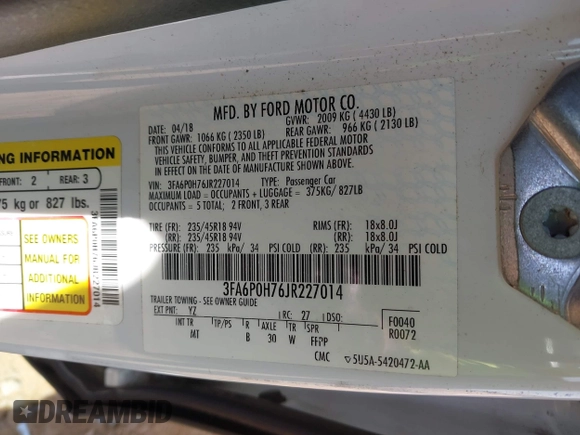 MFD. BY FORD MOTOR CO.
DATE: 04/18 GVWR: 2009 KG ( 4430 LB)
FRONT GAWR: 1066 KG ( 2350 LB) REAR GAWR: 966 KG ( 2130 LB)
THIS VEHICLE CONFORMS TO ALL APPLICABLE FEDERAL MOTOR
VEHICLE SAFETY, BUMPER, AND THEFT PREVENTION STANDARDS
IN EFFECT ON THE DATE OF MANUFACTURE SHOWN ABOVE.
VIN: 3FA6P0H76JR227014 TYPE: Passenger Car
MAXIMUM LOAD = OCCUPANTS + LUGGAGE = 375KG/ 827LB
OCCUPANTS = 5 TOTAL: 2 FRONT, 3 REAR
TIRE (FR): 235/45R18 94V RIMS (FR): 18x8.0J
(RR): 235/45R18 94V (RR): 18x8.0J
PRESSURE (FR): 235 kPa/ 34 PSI COLD (RR): 235 kPa/ 34 PSI COLD
3FA6P0H76JR227014
TRAILER TOWING - SEE OWNER GUIDE
EXT PNT: YZ RC: 27 DSO: F0040
R0072
INT TR TP/PS R AXLE TR SPR
MT B 30 W FF?P
CMC 5U5A-5420472-AA
NG INFORMATION
FRONT: 2 REAR: 3
75 kg or 827 lbs.
SEE OWNERS
MANUAL FOR
ADDITIONAL
INFORMATION
3FA6P0H76JR227014
DREAMBID